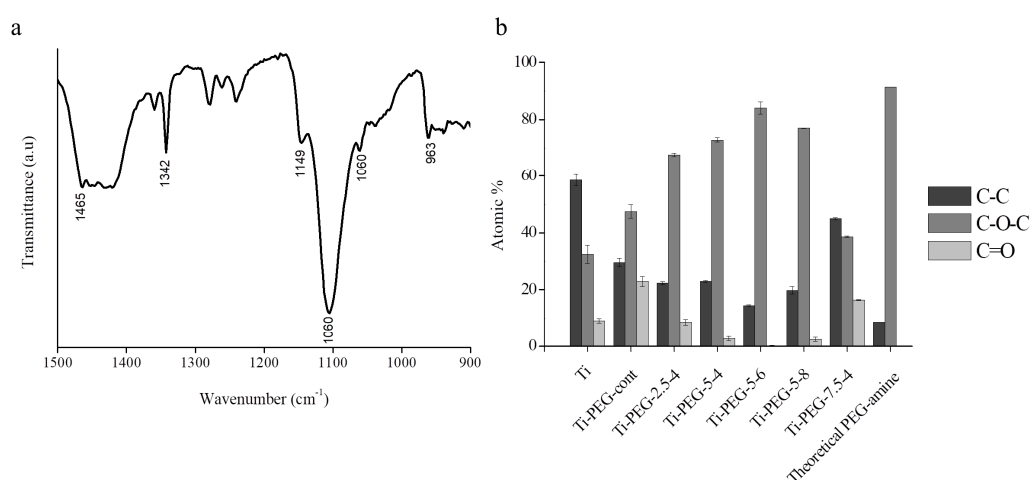 a
Transmittance (a.u)
1465
1342
1149
1060
1060
963
1500 1400 1300 1200 1100 1000 900
Wavenumber (cm⁻¹)
b
Atomic %
100
80
60
40
20
0
Ti
Ti-PEG-cont
Ti-PEG-2.5-4
Ti-PEG-5-4
Ti-PEG-5-6
Ti-PEG-5-8
Ti-PEG-7.5-4
Theoretical PEG-amine
C-C
C-O-C
C=O